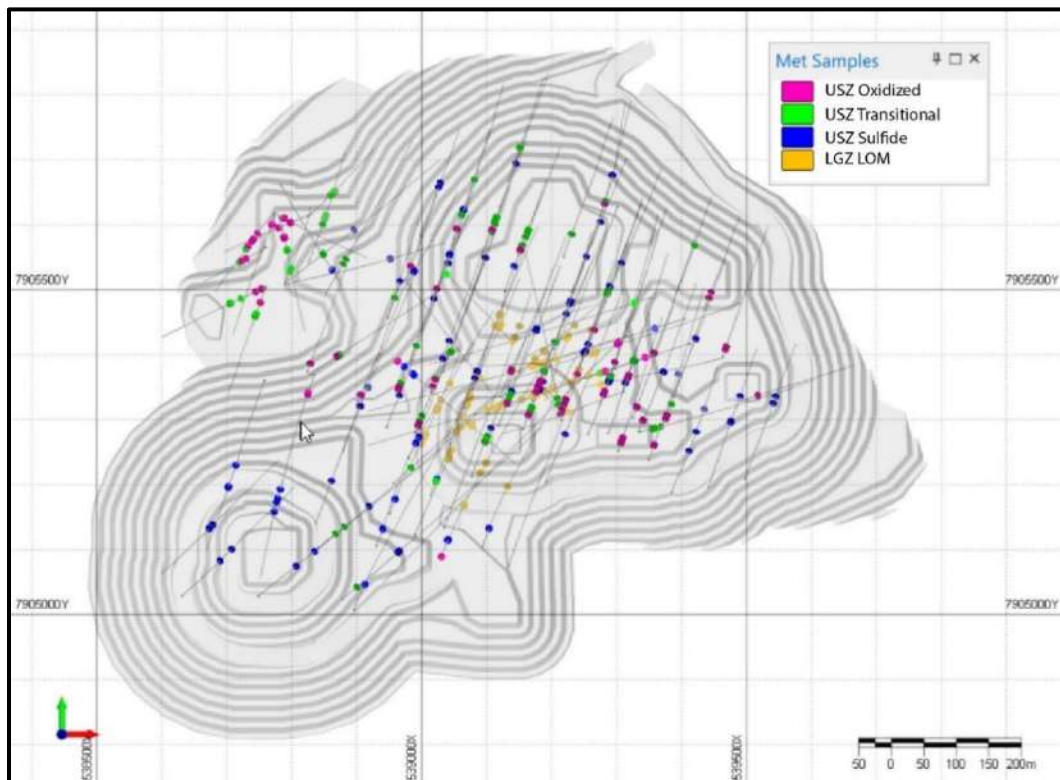 Met Samples
USZ Oxidized
USZ Transitional
USZ Sulfide
LGZ LOM
7905500Y
7905500Y
7905000Y
7905000Y
538500X
539000X
539500X
50
0
50
100
150
200m